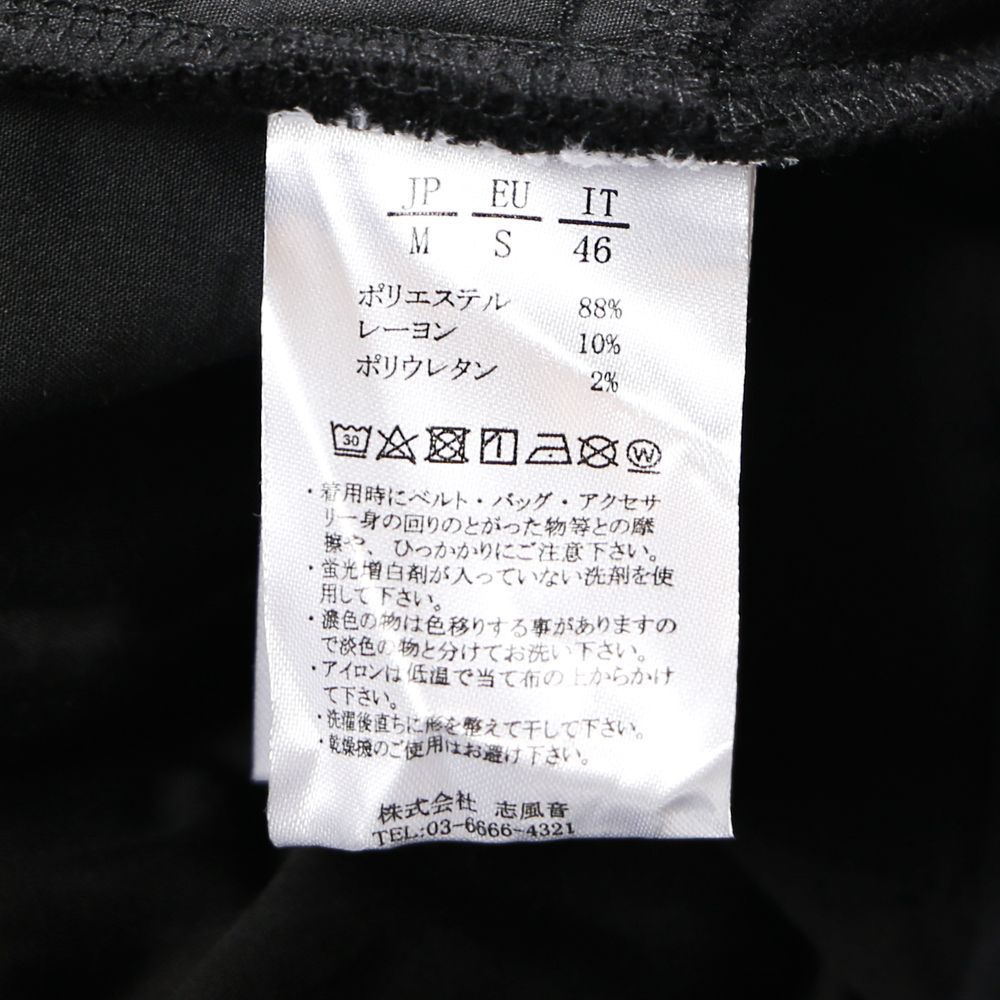 JP EU IT
M S 46
ポリエステル 88%
レーヨン 10%
ポリウレタン 2%
30
W
・着用時にベルト・バッグ・アクセサ
リー身の回りのとがった物等との摩
擦や、ひっかかりにご注意下さい。
・蛍光増白剤が入っていない洗剤を使
用して下さい。
・濃色の物は色移りする事がありますの
で淡色の物と分けてお洗い下さい。
・アイロンは低温で当て布の上からかけ
て下さい。
・洗濯後直ちに形を整えて干して下さい。
・乾燥機のご使用はお避け下さい。
株式会社 志風音
TEL:03-6666-4321